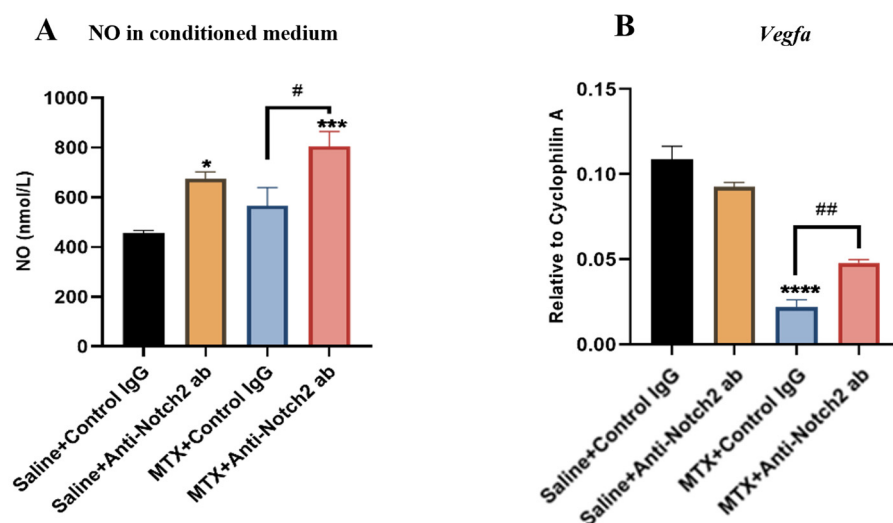 A NO in conditioned medium
NO (nmol/L)
1000
800
600
400
200
0
#
*
***
Saline+Control IgG
Saline+Anti-Notch2 ab
MTX+Control IgG
MTX+Anti-Notch2 ab
B Vegfa
Relative to Cyclophilin A
0.15
0.10
0.05
0.00
##
****
Saline+Control IgG
Saline+Anti-Notch2 ab
MTX+Control IgG
MTX+Anti-Notch2 ab